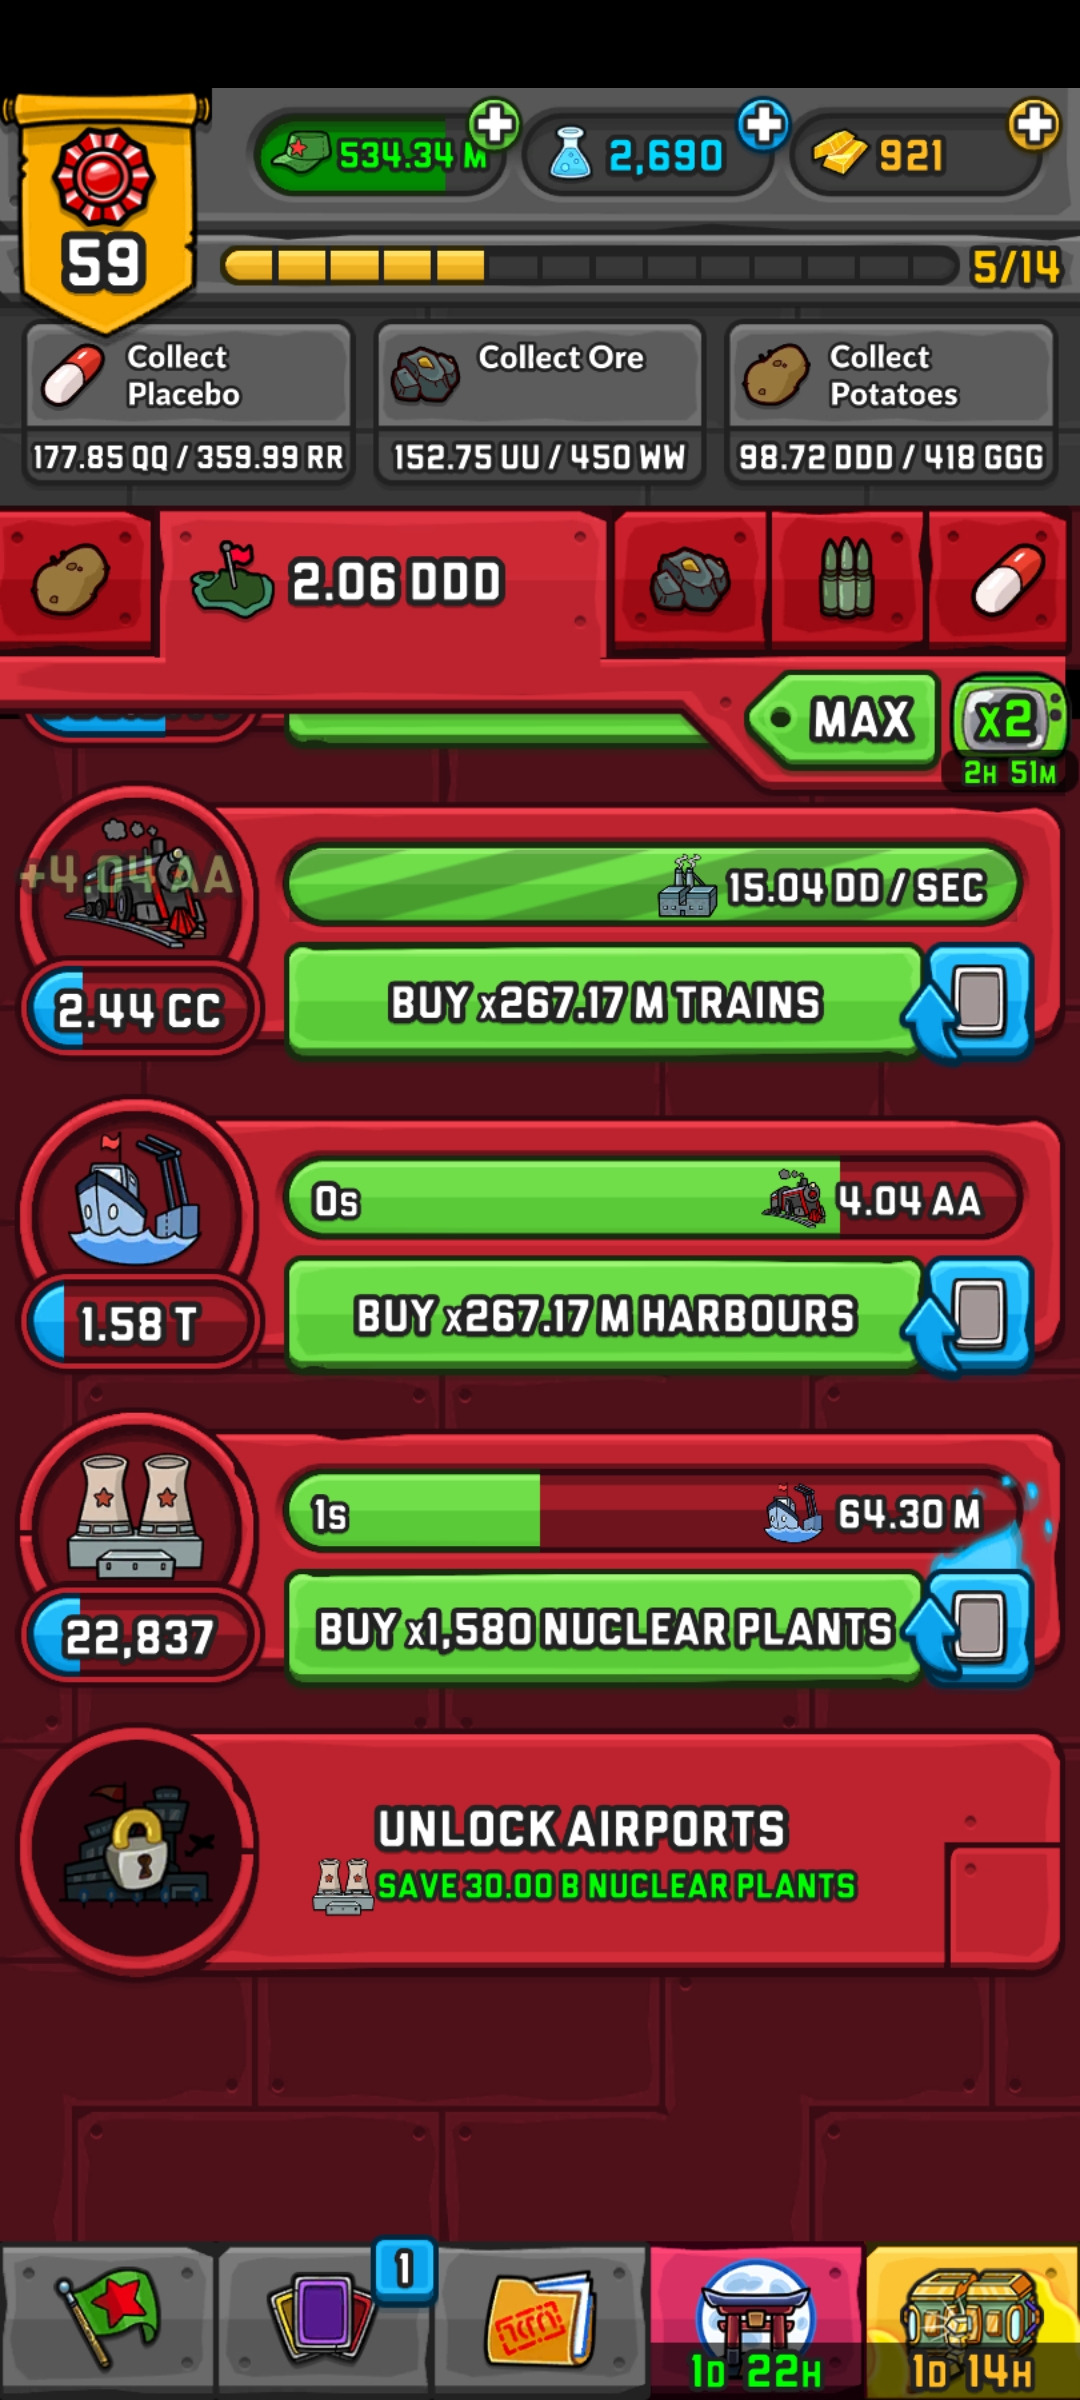 534.34 M
2,690
921
59
5/14
Collect
Placebo
177.85 QQ / 359.99 RR
Collect Ore
152.75 UU / 450 WW
Collect
Potatoes
98.72 DDD / 418 GGG
2.06 DDD
MAX
x2
2H 51M
+4.04 AA
15.04 DD / SEC
2.44 CC
BUY x267.17 M TRAINS
0s
4.04 AA
1.58 T
BUY x267.17 M HARBOURS
1s
64.30 M
22,837
BUY x1,580 NUCLEAR PLANTS
UNLOCK AIRPORTS
SAVE 30.00 B NUCLEAR PLANTS
1
1D 22H
1D 14H